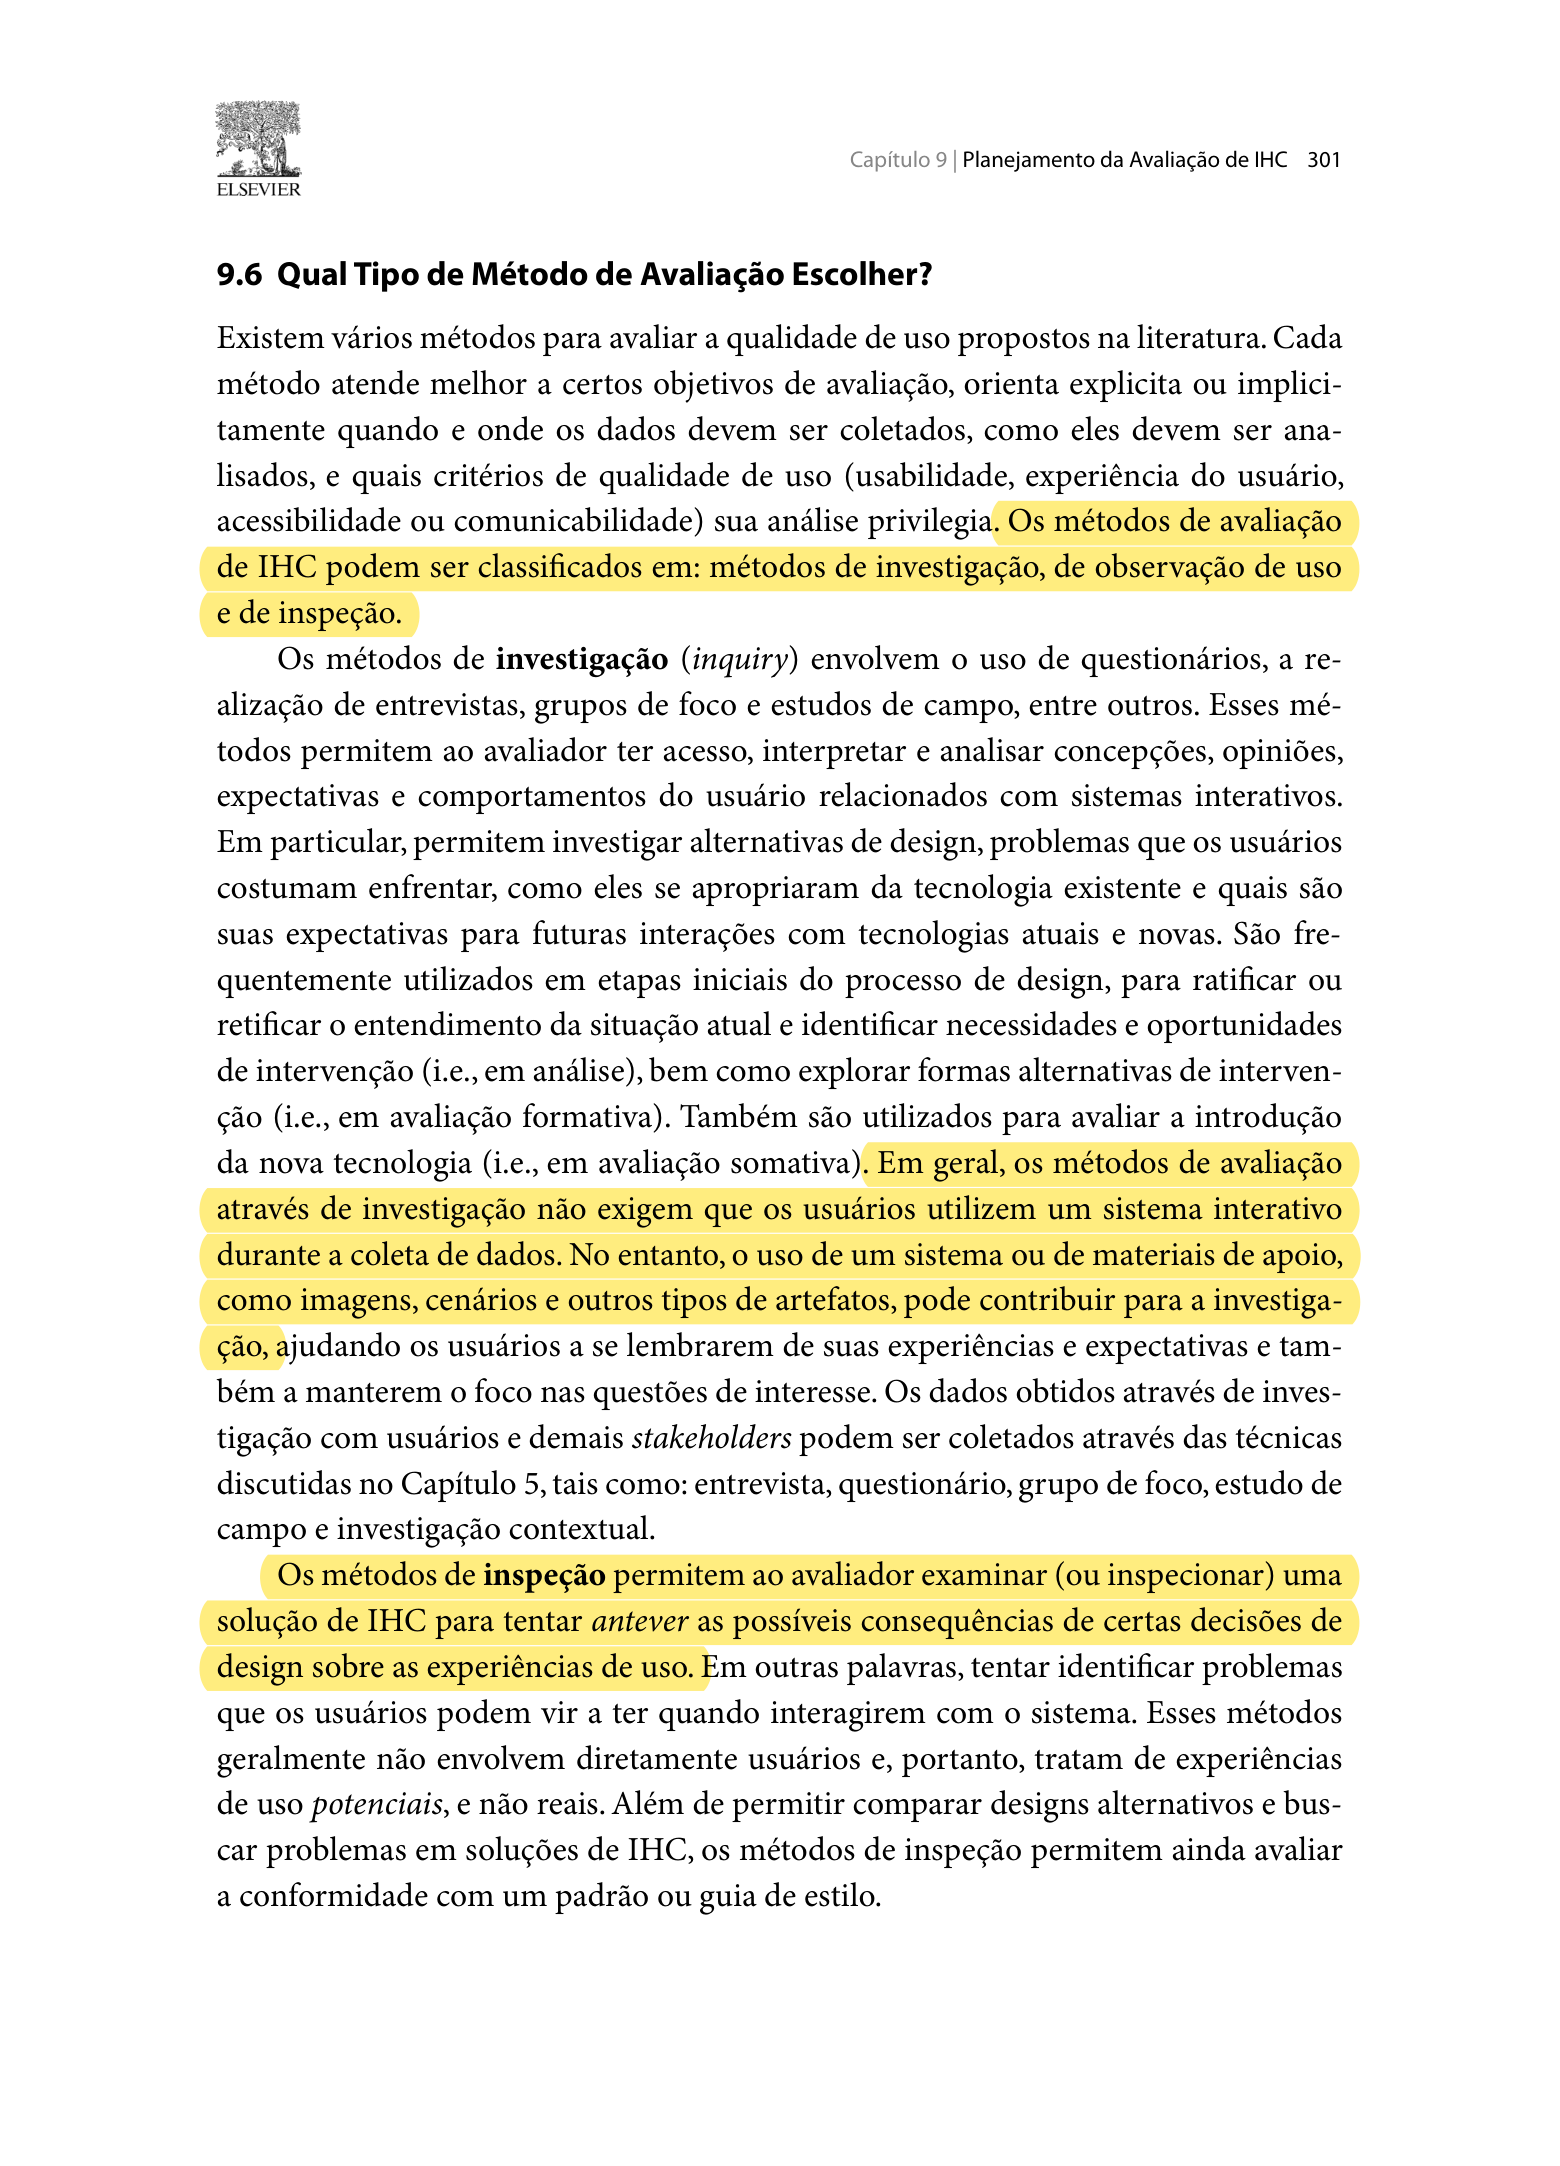 ELSEVIER
Capítulo 9 | Planejamento da Avaliação de IHC 301
9.6 Qual Tipo de Método de Avaliação Escolher?
Existem vários métodos para avaliar a qualidade de uso propostos na literatura. Cada
método atende melhor a certos objetivos de avaliação, orienta explicita ou implici-
tamente quando e onde os dados devem ser coletados, como eles devem ser ana-
lisados, e quais critérios de qualidade de uso (usabilidade, experiência do usuário,
acessibilidade ou comunicabilidade) sua análise privilegia. Os métodos de avaliação
de IHC podem ser classificados em: métodos de investigação, de observação de uso
e de inspeção.
Os métodos de investigação (inquiry) envolvem o uso de questionários, a re-
alização de entrevistas, grupos de foco e estudos de campo, entre outros. Esses mé-
todos permitem ao avaliador ter acesso, interpretar e analisar concepções, opiniões,
expectativas e comportamentos do usuário relacionados com sistemas interativos.
Em particular, permitem investigar alternativas de design, problemas que os usuários
costumam enfrentar, como eles se apropriaram da tecnologia existente e quais são
suas expectativas para futuras interações com tecnologias atuais e novas. São fre-
quentemente utilizados em etapas iniciais do processo de design, para ratificar ou
retificar o entendimento da situação atual e identificar necessidades e oportunidades
de intervenção (i.e., em análise), bem como explorar formas alternativas de interven-
ção (i.e., em avaliação formativa). Também são utilizados para avaliar a introdução
da nova tecnologia (i.e., em avaliação somativa). Em geral, os métodos de avaliação
através de investigação não exigem que os usuários utilizem um sistema interativo
durante a coleta de dados. No entanto, o uso de um sistema ou de materiais de apoio,
como imagens, cenários e outros tipos de artefatos, pode contribuir para a investiga-
ção, ajudando os usuários a se lembrarem de suas experiências e expectativas e tam-
bém a manterem o foco nas questões de interesse. Os dados obtidos através de inves-
tigação com usuários e demais stakeholders podem ser coletados através das técnicas
discutidas no Capítulo 5, tais como: entrevista, questionário, grupo de foco, estudo de
campo e investigação contextual.
Os métodos de inspeção permitem ao avaliador examinar (ou inspecionar) uma
solução de IHC para tentar antever as possíveis consequências de certas decisões de
design sobre as experiências de uso. Em outras palavras, tentar identificar problemas
que os usuários podem vir a ter quando interagirem com o sistema. Esses métodos
geralmente não envolvem diretamente usuários e, portanto, tratam de experiências
de uso potenciais, e não reais. Além de permitir comparar designs alternativos e bus-
car problemas em soluções de IHC, os métodos de inspeção permitem ainda avaliar
a conformidade com um padrão ou guia de estilo.